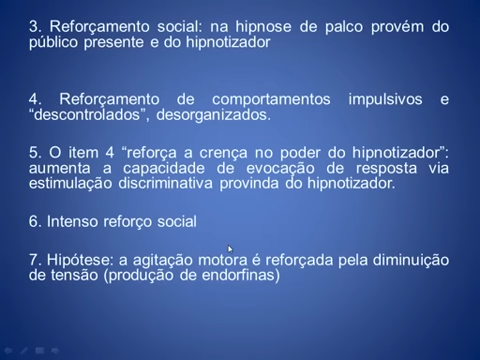 3. Reforçamento social: na hipnose de palco provém do
público presente e do hipnotizador
4. Reforçamento de comportamentos impulsivos e
“descontrolados”, desorganizados.
5. O item 4 “reforça a crença no poder do hipnotizador”:
aumenta a capacidade de evocação de resposta via
estimulação discriminativa provinda do hipnotizador.
6. Intenso reforço social
7. Hipótese: a agitação motora é reforçada pela diminuição
de tensão (produção de endorfinas)